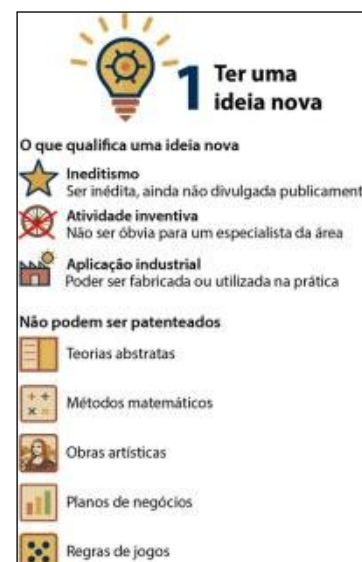 1
Ter uma
ideia nova
O que qualifica uma ideia nova
Ineditismo
Ser inédita, ainda não divulgada publicament
Atividade inventiva
Não ser óbvia para um especialista da área
Aplicação industrial
Poder ser fabricada ou utilizada na prática
Não podem ser patenteados
Teorias abstratas
Métodos matemáticos
Obras artísticas
Planos de negócios
Regras de jogos